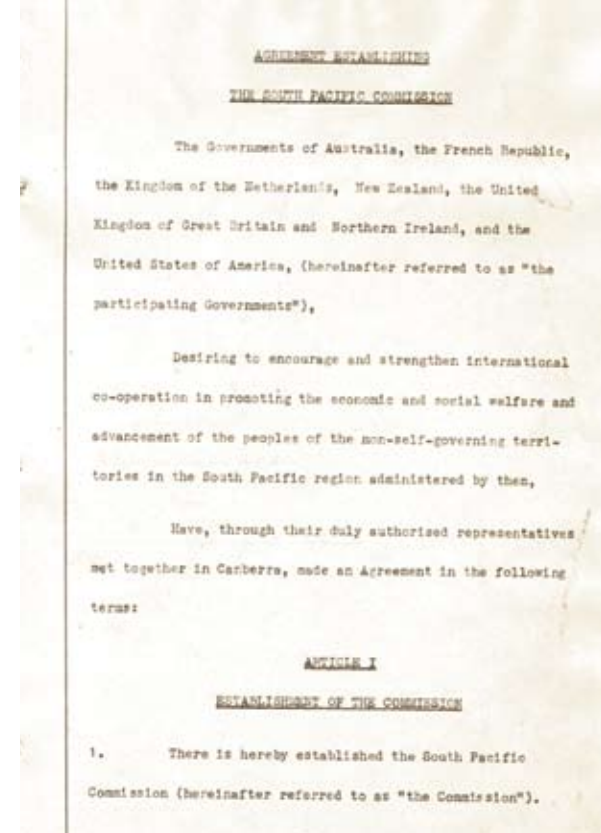 AGREEMENT ESTABLISHING
THE SOUTH PACIFIC COMMISSION
The Governments of Australia, the French Republic,
the Kingdom of the Netherlands, New Zealand, the United
Kingdom of Great Britain and Northern Ireland, and the
United States of America, (hereinafter referred to as "the
participating Governments"),
Desiring to encourage and strengthen international
co-operation in promoting the economic and social welfare and
advancement of the peoples of the non-self-governing terri-
tories in the South Pacific region administered by them,
Have, through their duly authorised representatives
met together in Canberra, made an Agreement in the following
terms:
ARTICLE I
ESTABLISHMENT OF THE COMMISSION
1. There is hereby established the South Pacific
Commission (hereinafter referred to as "the Commission").